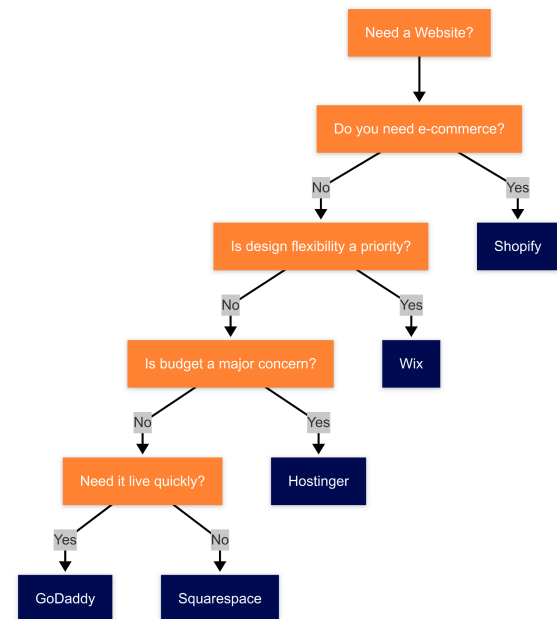 Need a Website?
Do you need e-commerce?
No
Yes
Is design flexibility a priority?
Shopify
No
Yes
Is budget a major concern?
Wix
No
Yes
Need it live quickly?
Hostinger
Yes
No
GoDaddy
Squarespace